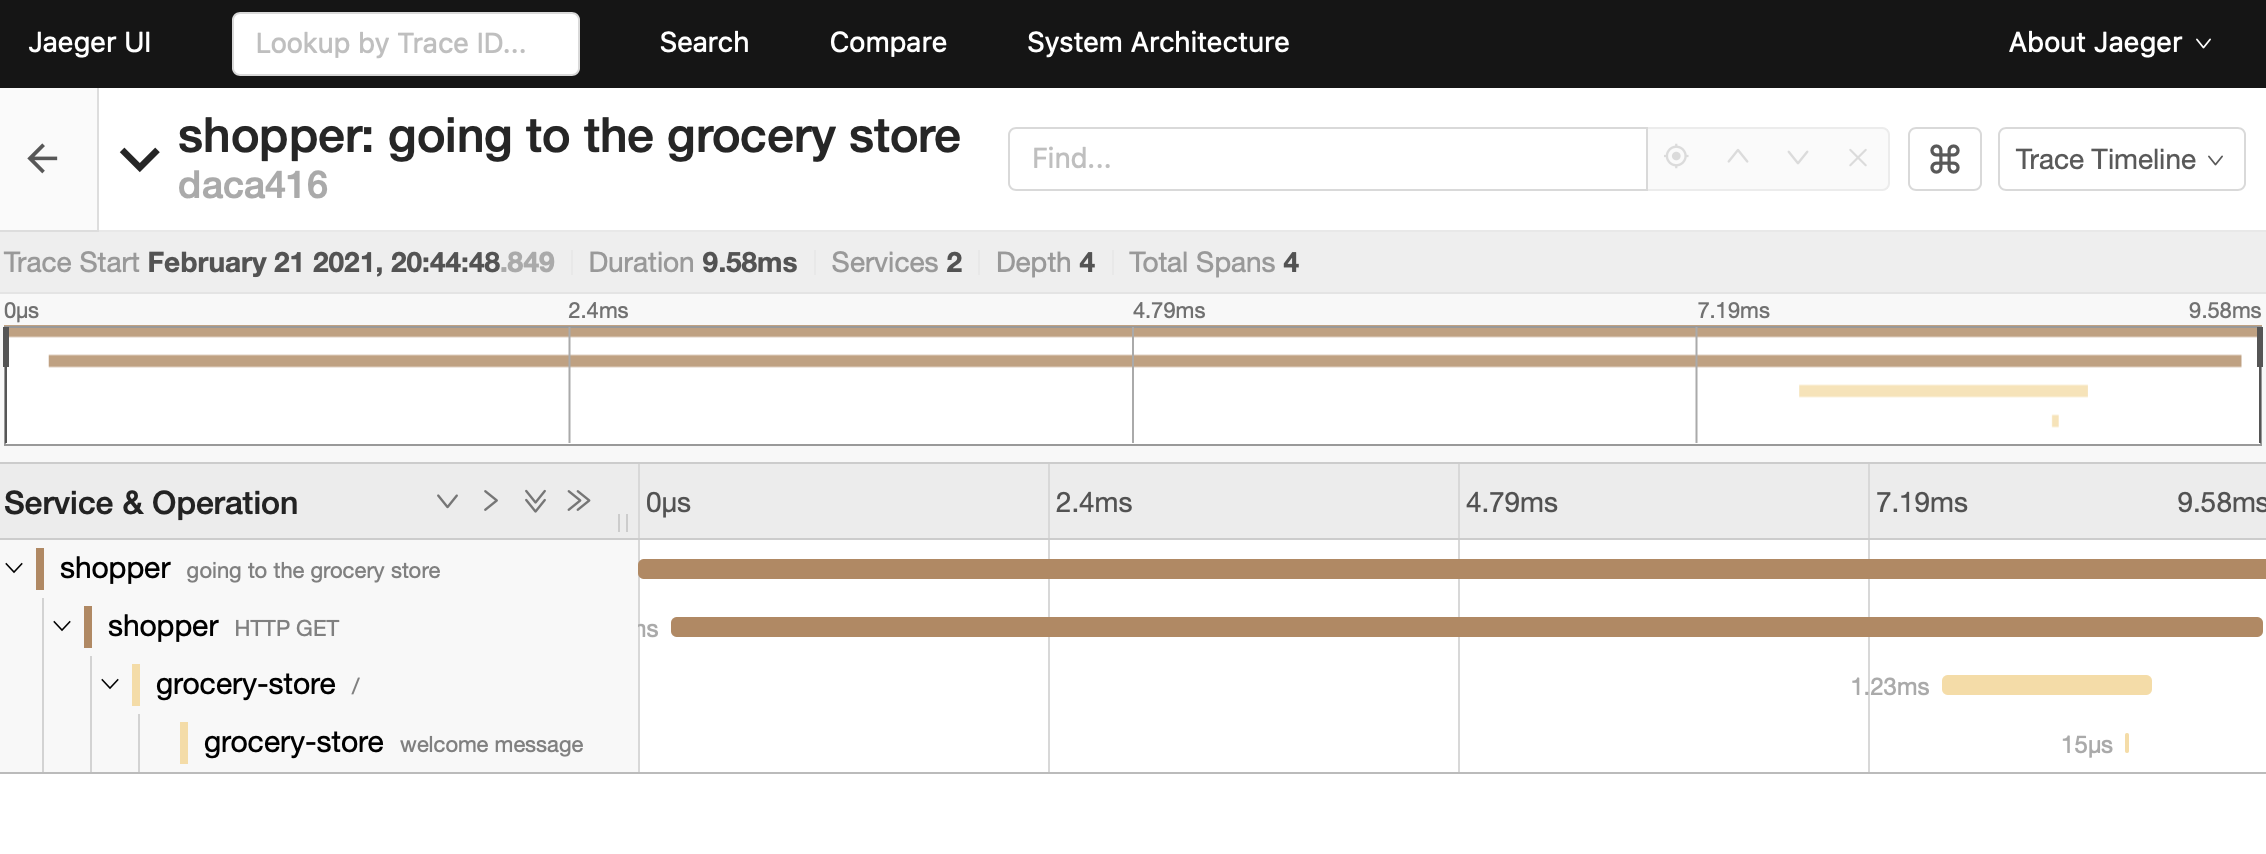 Jaeger UI Lookup by Trace ID... Search Compare System Architecture About Jaeger
shopper: going to the grocery store
daca416
Find...
Trace Timeline
Trace Start February 21 2021, 20:44:48.849 Duration 9.58ms Services 2 Depth 4 Total Spans 4
0μs 2.4ms 4.79ms 7.19ms 9.58ms
Service & Operation 0μs 2.4ms 4.79ms 7.19ms 9.58ms
shopper going to the grocery store
shopper HTTP GET
grocery-store / 1.23ms
grocery-store welcome message 15μs